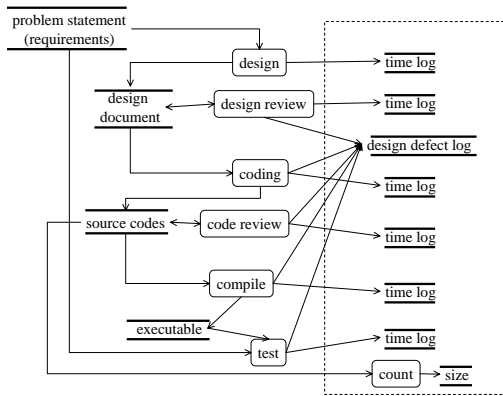 problem statement
(requirements)
design
time log
design
document
design review
time log
design defect log
coding
time log
source codes
code review
time log
compile
time log
executable
test
time log
count
size